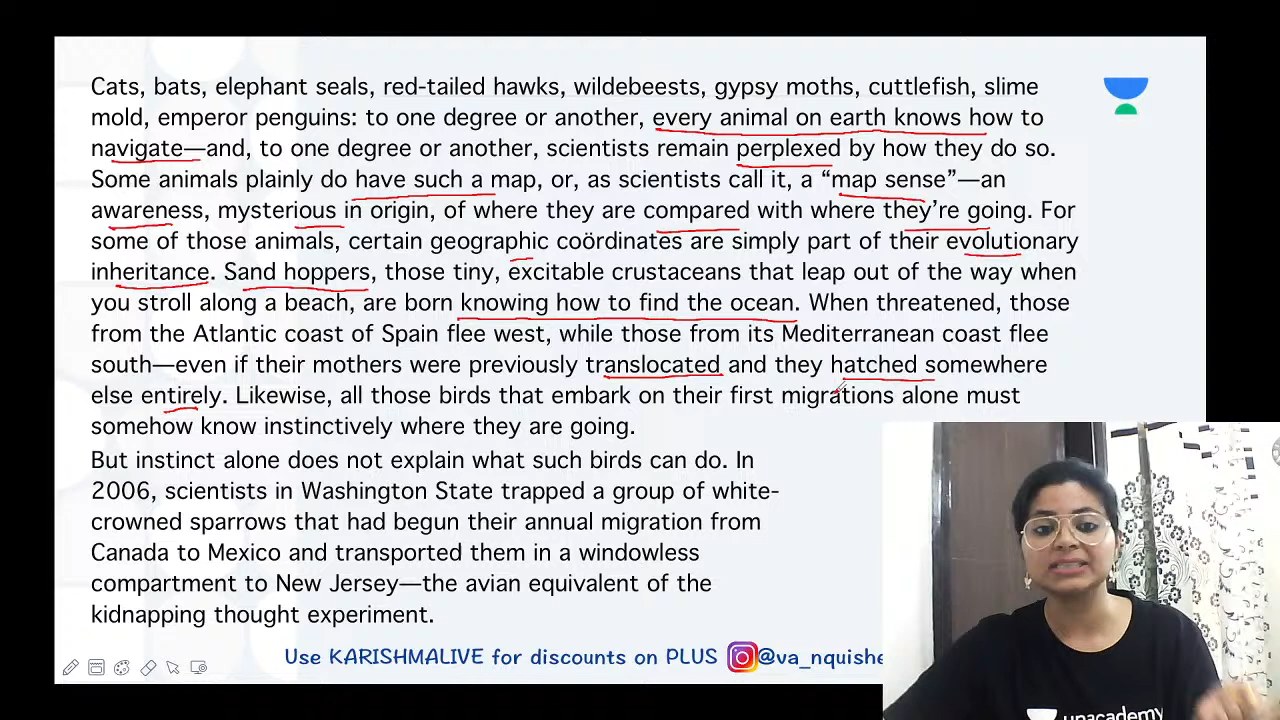 Cats, bats, elephant seals, red-tailed hawks, wildebeests, gypsy moths, cuttlefish, slime
mold, emperor penguins: to one degree or another, every animal on earth knows how to
navigate—and, to one degree or another, scientists remain perplexed by how they do so.
Some animals plainly do have such a map, or, as scientists call it, a “map sense”—an
awareness, mysterious in origin, of where they are compared with where they’re going. For
some of those animals, certain geographic coördinates are simply part of their evolutionary
inheritance. Sand hoppers, those tiny, excitable crustaceans that leap out of the way when
you stroll along a beach, are born knowing how to find the ocean. When threatened, those
from the Atlantic coast of Spain flee west, while those from its Mediterranean coast flee
south—even if their mothers were previously translocated and they hatched somewhere
else entirely. Likewise, all those birds that embark on their first migrations alone must
somehow know instinctively where they are going.
But instinct alone does not explain what such birds can do. In
2006, scientists in Washington State trapped a group of white-
crowned sparrows that had begun their annual migration from
Canada to Mexico and transported them in a windowless
compartment to New Jersey—the avian equivalent of the
kidnapping thought experiment.
Use KARISHMALIVE for discounts on PLUS @va_nquishe
unacademy